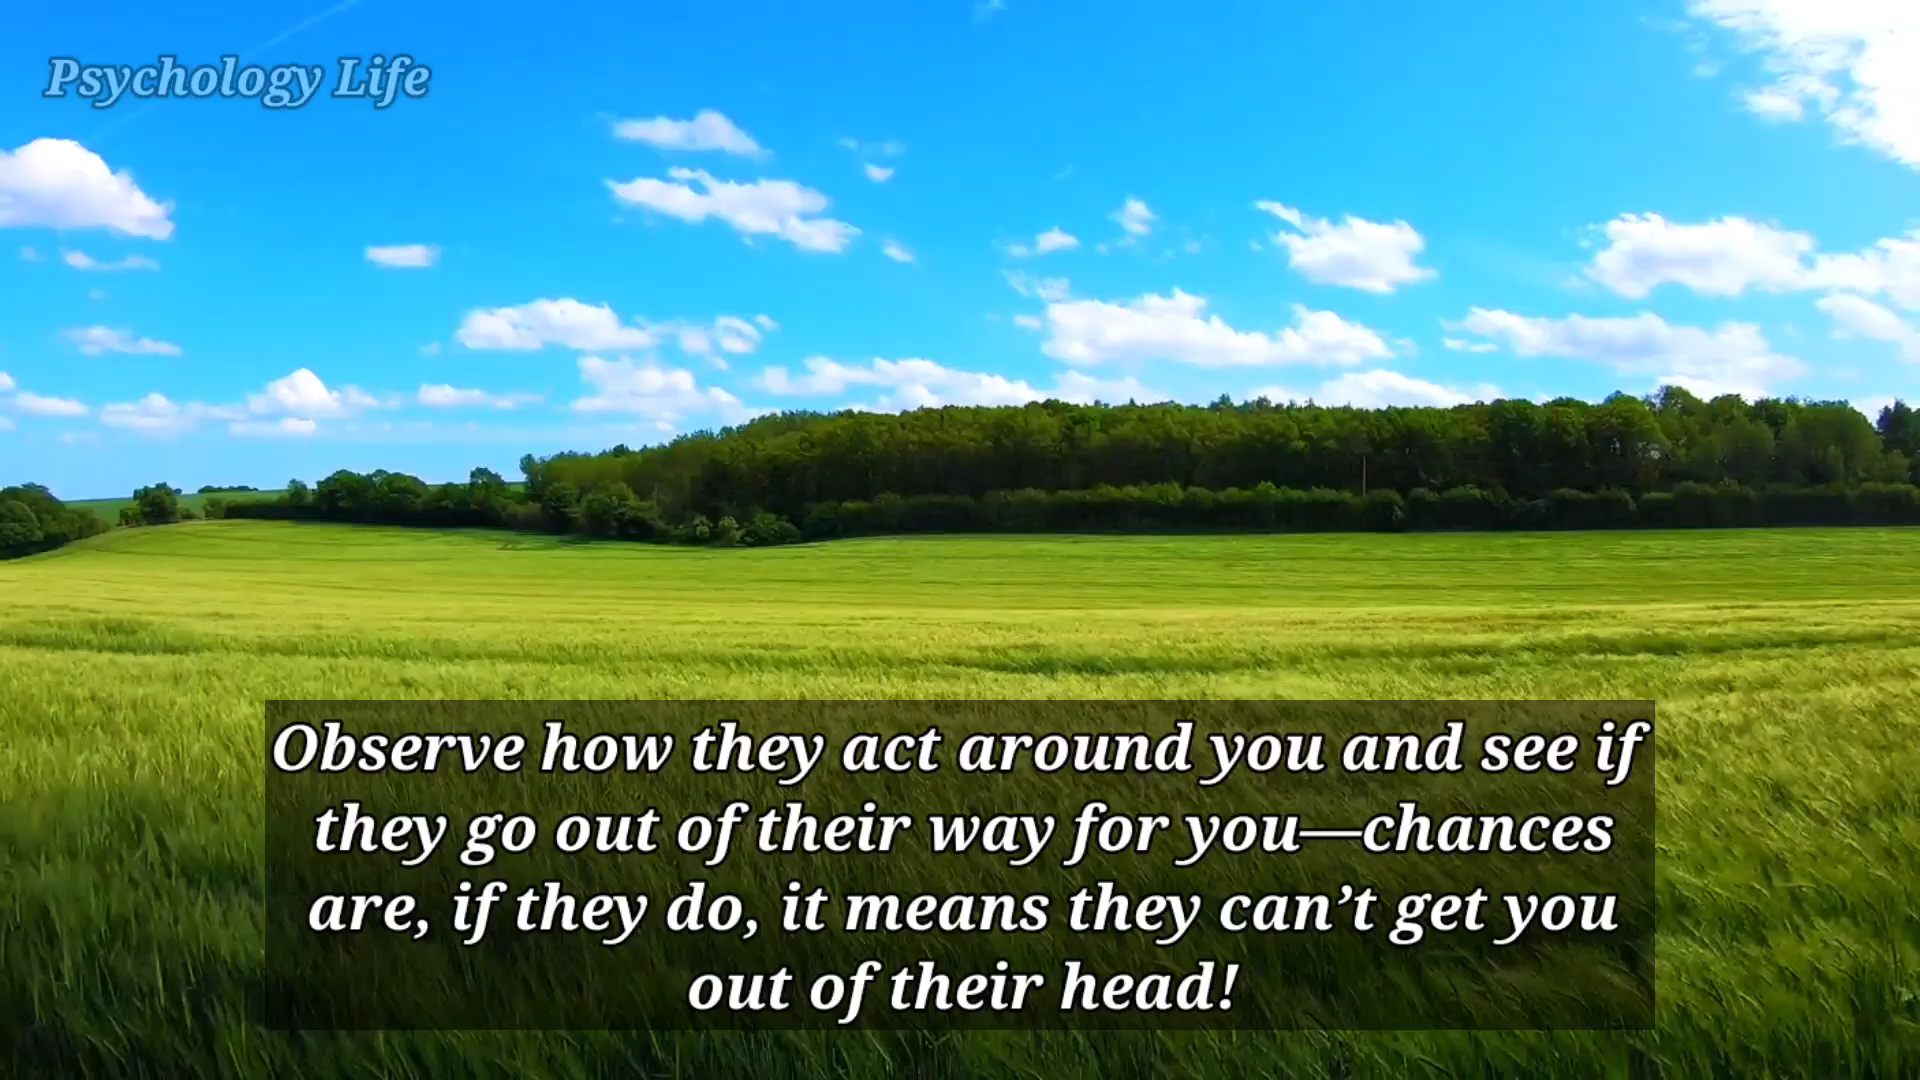 Psychology Life
Observe how they act around you and see if
they go out of their way for you—chances
are, if they do, it means they can’t get you
out of their head!